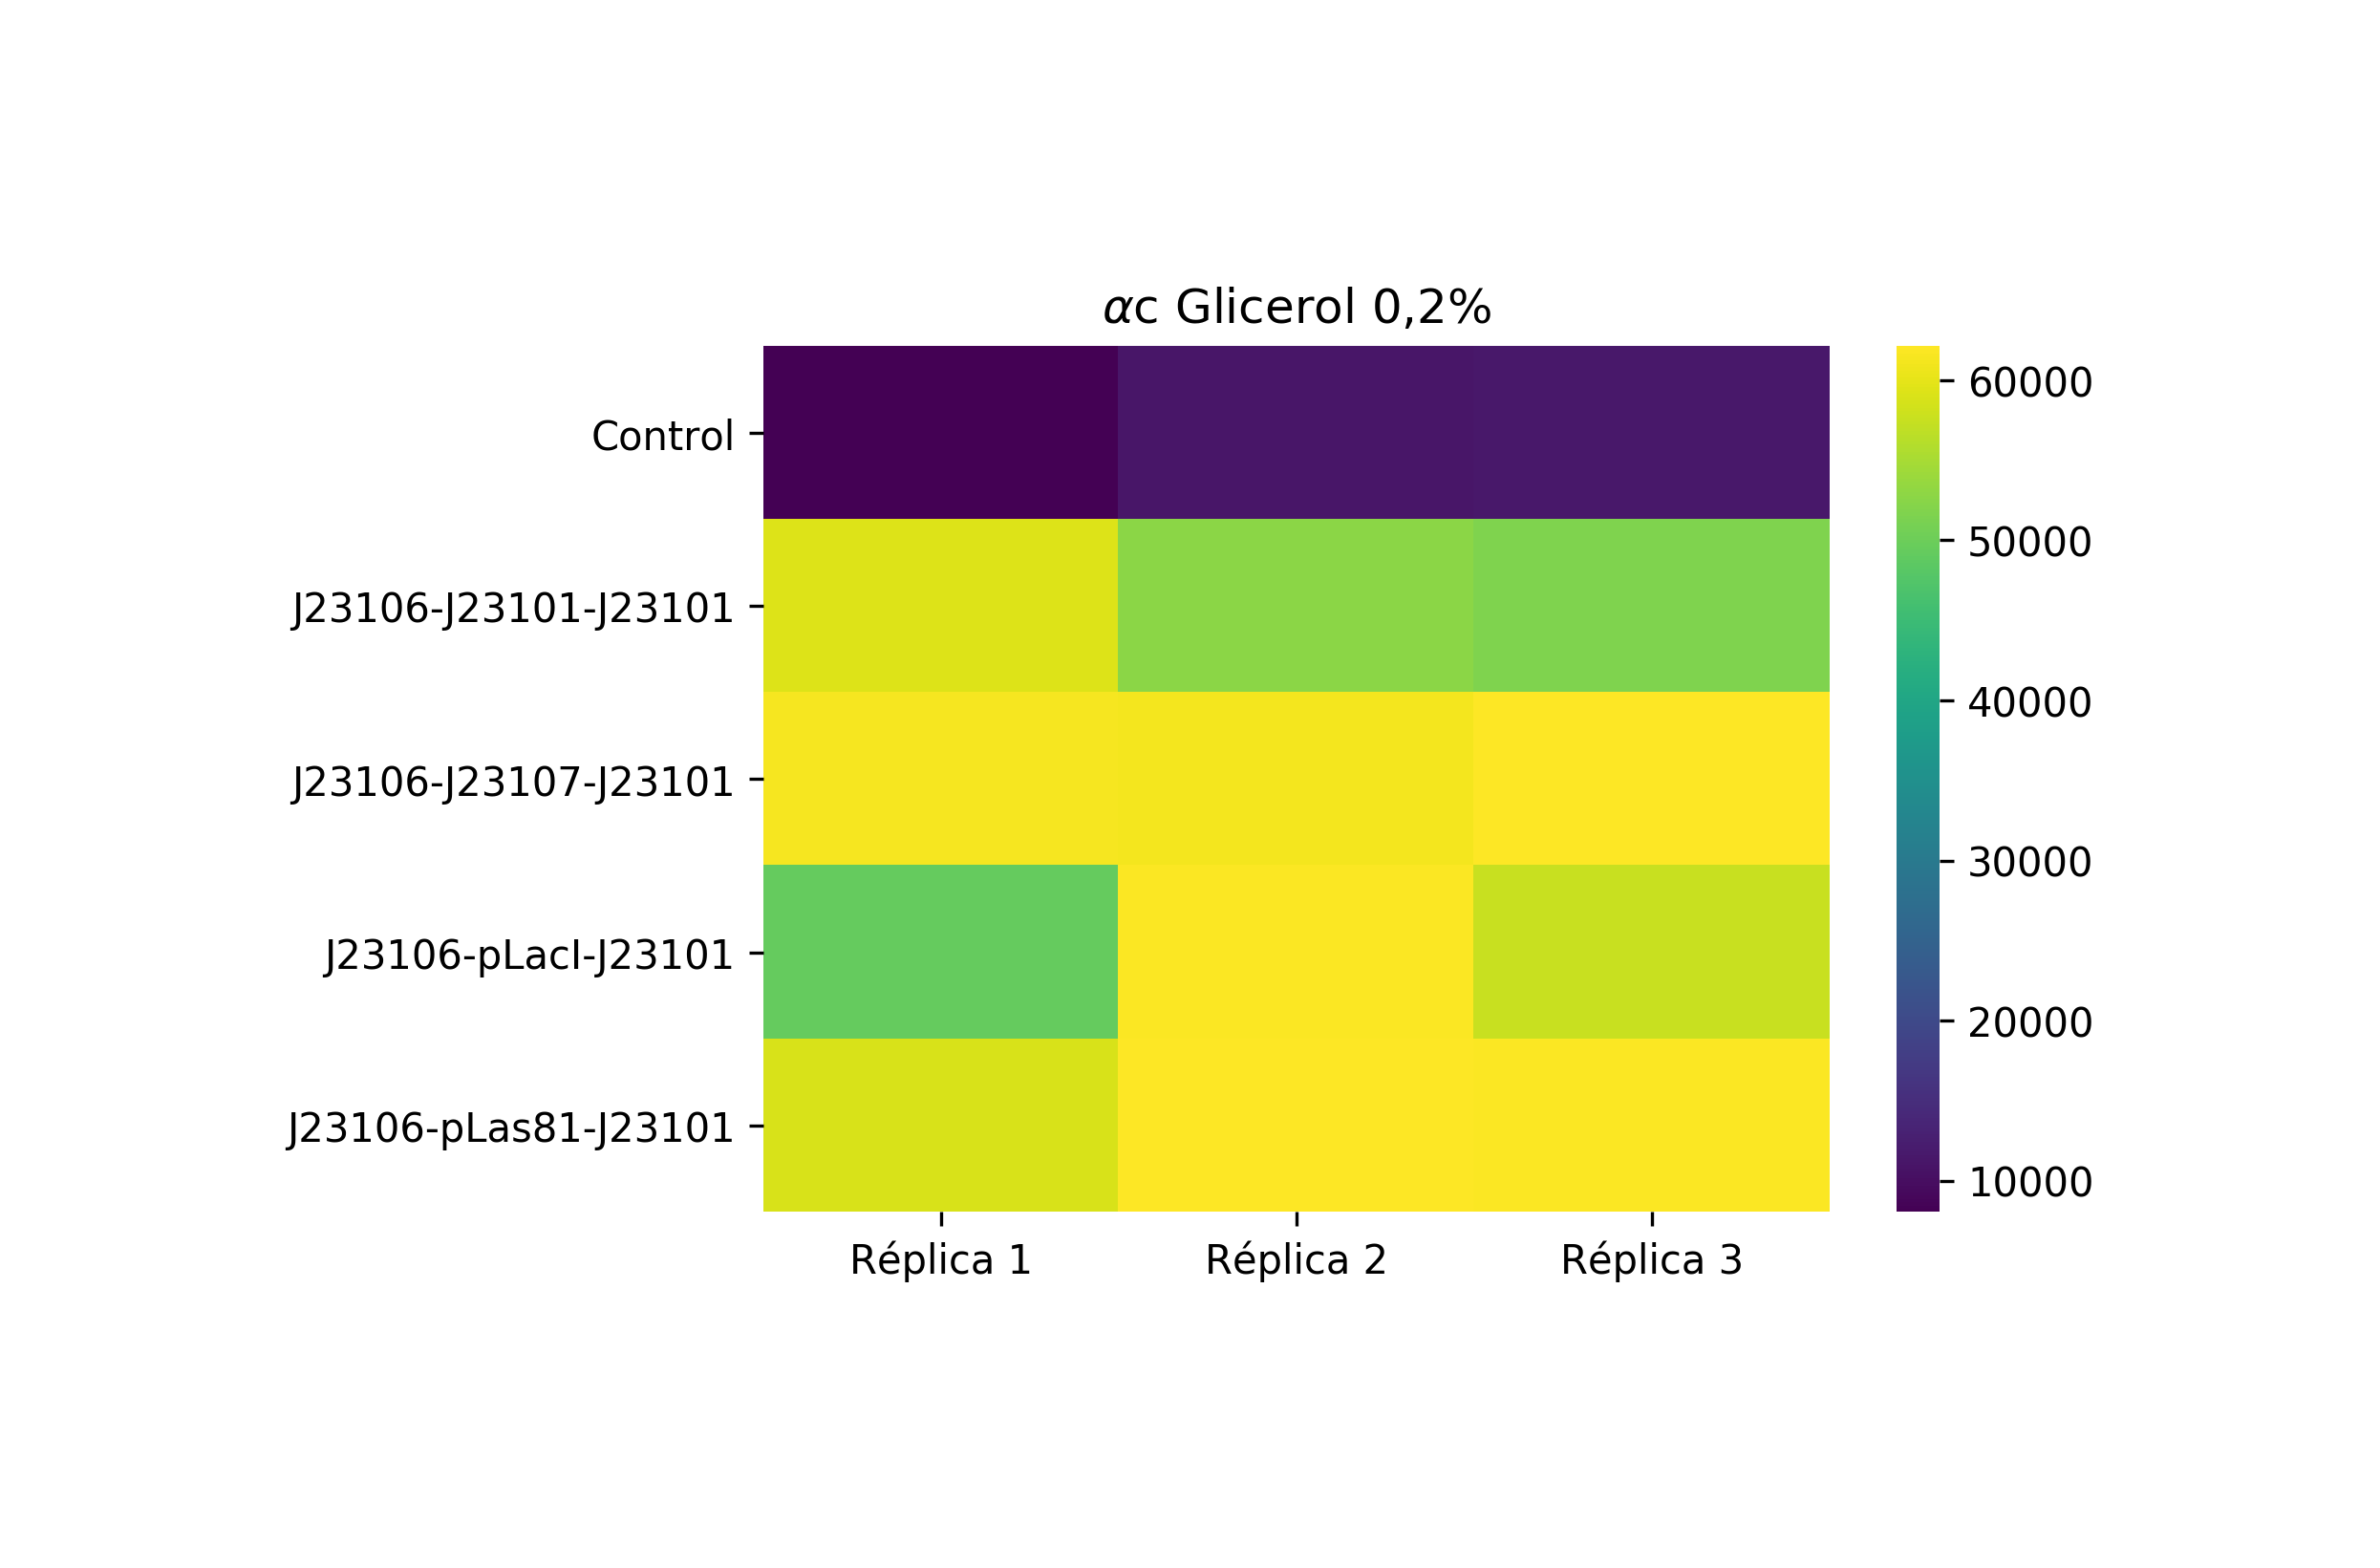 αc Glicerol 0,2%
Control
J23106-J23101-J23101
J23106-J23107-J23101
J23106-pLacI-J23101
J23106-pLas81-J23101
Réplica 1
Réplica 2
Réplica 3
60000
50000
40000
30000
20000
10000